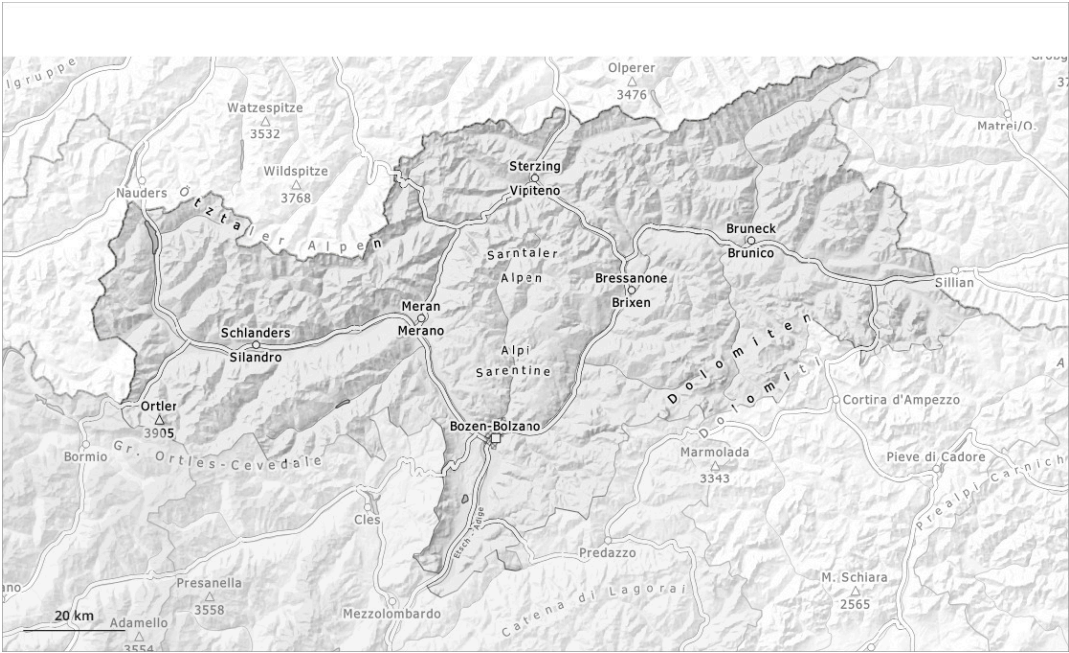 lgruppe
Olperer
3476
Watzespitze
3532
Matrei/O.
Sterzing
Vipiteno
Wildspitze
3768
Nauders
Ötztaler Alpen
Bruneck
Brunico
Sarntaler
Alpen
Bressanone
Brixen
Sillian
Meran
Merano
Schlanders
Silandro
Alpi
Sarentine
Dolomiten
Dolomiti
Ortler
3905
Cortina d'Ampezzo
Bozen-Bolzano
Gr. Ortles-Cevedale
Bormio
Marmolada
3343
Pieve di Cadore
Prealpi Carnich
Cles
Etsch - Adige
Predazzo
Presanella
3558
M. Schiara
2565
Catena di Lagorai
Mezzolombardo
20 km
Adamello
3554